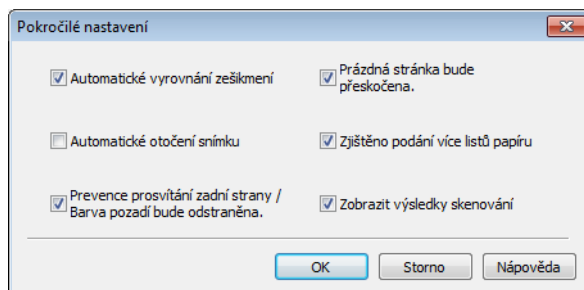 Pokročilé nastavení
Automatické vyrovnání zešikmení
Prázdná stránka bude
přeskočena.
Automatické otočení snímku
Zjištěno podání více listů papíru
Prevence prosvítání zadní strany /
Barva pozadí bude odstraněna.
Zobrazit výsledky skenování
OK
Storno
Nápověda